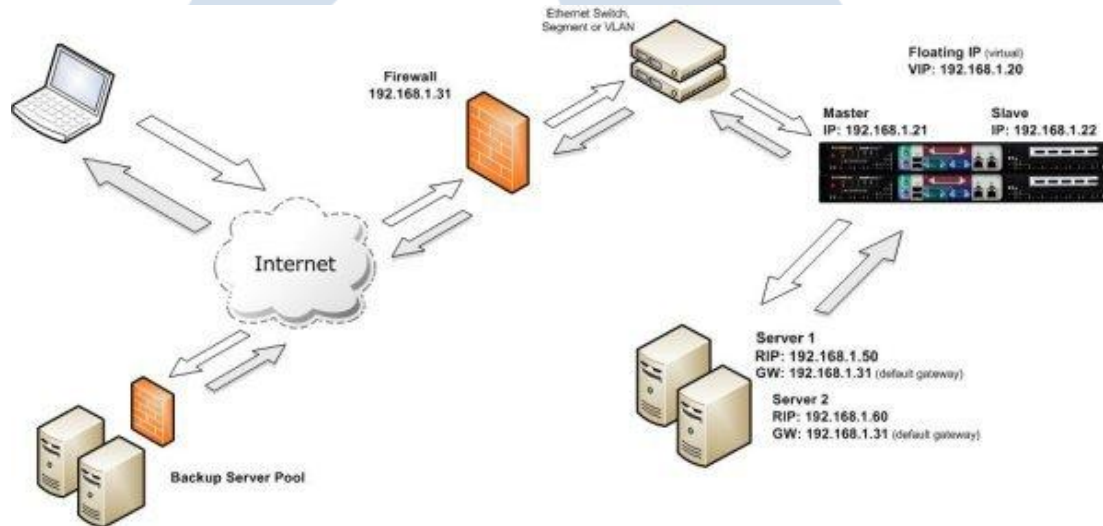 Ethernet Switch,
Segment or VLAN
Firewall
192.168.1.31
Floating IP (virtual)
VIP: 192.168.1.20
Master
IP: 192.168.1.21
Slave
IP: 192.168.1.22
Internet
Server 1
RIP: 192.168.1.50
GW: 192.168.1.31 (default gateway)
Server 2
RIP: 192.168.1.60
GW: 192.168.1.31 (default gateway)
Backup Server Pool